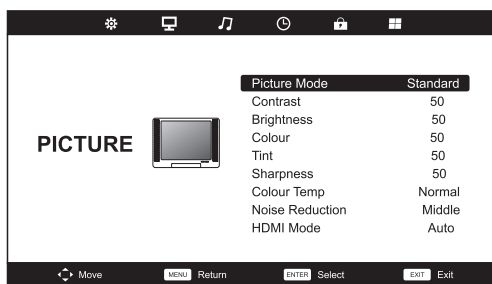 PICTURE
Picture Mode Standard
Contrast 50
Brightness 50
Colour 50
Tint 50
Sharpness 50
Colour Temp Normal
Noise Reduction Middle
HDMI Mode Auto
Move MENU Return ENTER Select EXIT Exit